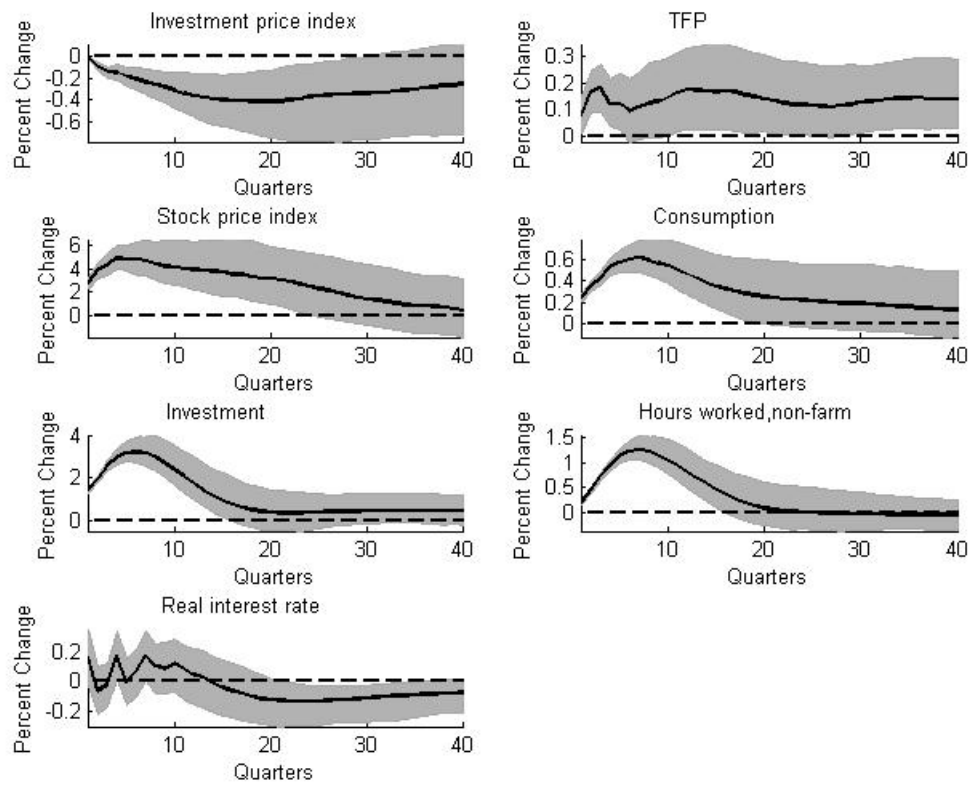 Investment price index
Percent Change
0
-0.2
-0.4
-0.6
10 20 30 40
Quarters
TFP
Percent Change
0.3
0.2
0.1
0
10 20 30 40
Quarters
Stock price index
Percent Change
6
4
2
0
10 20 30 40
Quarters
Consumption
Percent Change
0.6
0.4
0.2
0
10 20 30 40
Quarters
Investment
Percent Change
4
2
0
10 20 30 40
Quarters
Hours worked,non-farm
Percent Change
1.5
1
0.5
0
10 20 30 40
Quarters
Real interest rate
Percent Change
0.2
0
-0.2
10 20 30 40
Quarters